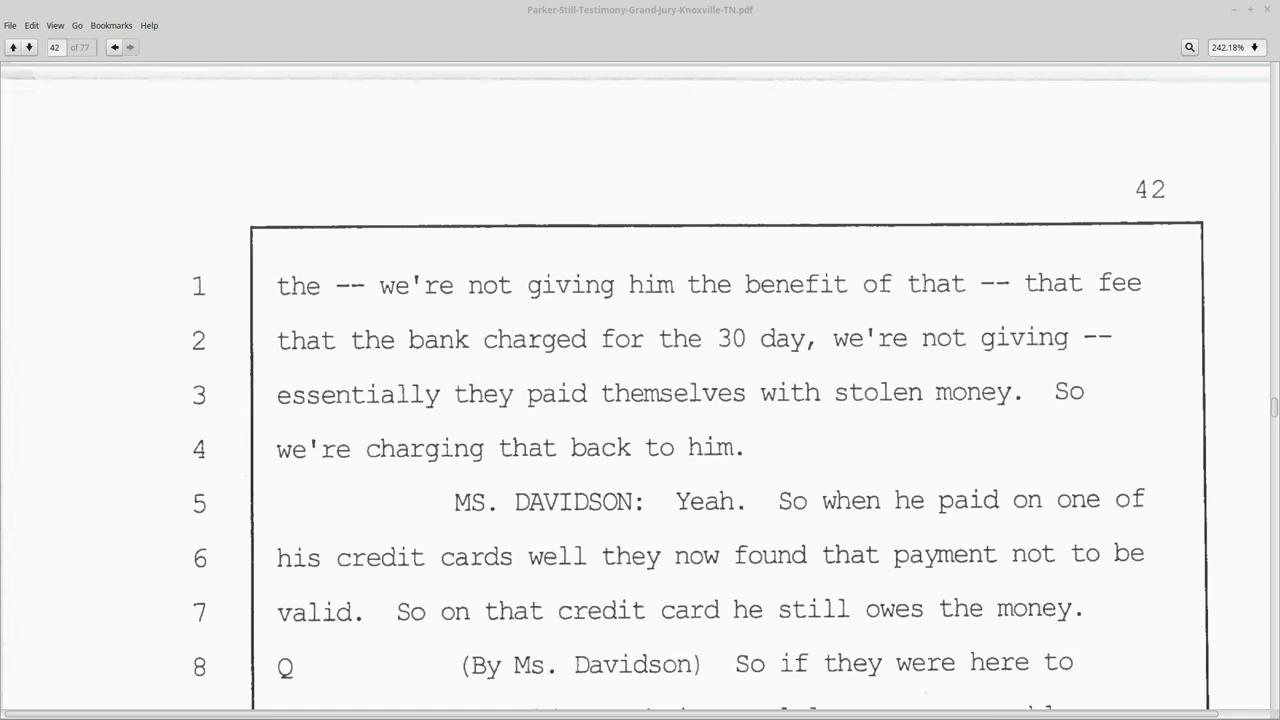 Parker-Still-Testimony-Grand-Jury-Knoxville-TN.pdf
File Edit View Go Bookmarks Help
42 of 77 242.18%
42
1 the -- we're not giving him the benefit of that -- that fee
2 that the bank charged for the 30 day, we're not giving --
3 essentially they paid themselves with stolen money. So
4 we're charging that back to him.
5 MS. DAVIDSON: Yeah. So when he paid on one of
6 his credit cards well they now found that payment not to be
7 valid. So on that credit card he still owes the money.
8 Q (By Ms. Davidson) So if they were here to